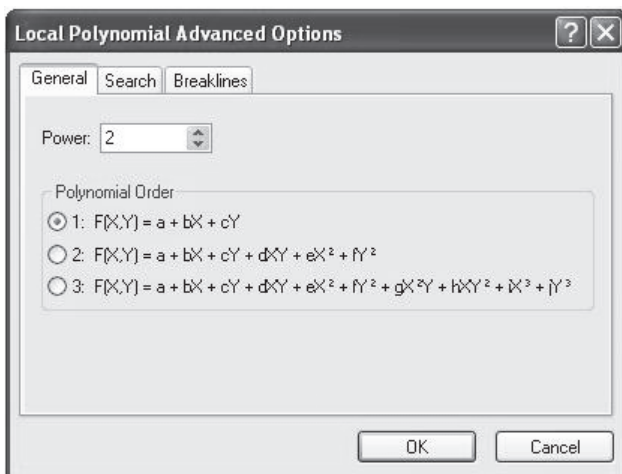 Local Polynomial Advanced Options
General Search Breaklines
Power: 2
Polynomial Order
1: F(X,Y) = a + bX + cY
2: F(X,Y) = a + bX + cY + dXY + eX² + fY²
3: F(X,Y) = a + bX + cY + dXY + eX² + fY² + gX²Y + hXY² + iX³ + jY³
OK Cancel